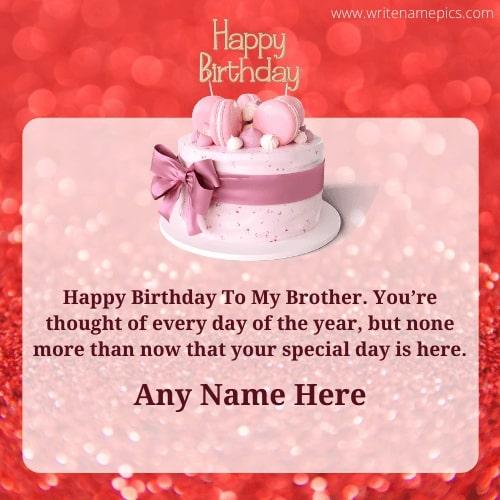 www.writenamepics.com
Happy
Birthday
Happy Birthday To My Brother. You’re
thought of every day of the year, but none
more than now that your special day is here.
Any Name Here